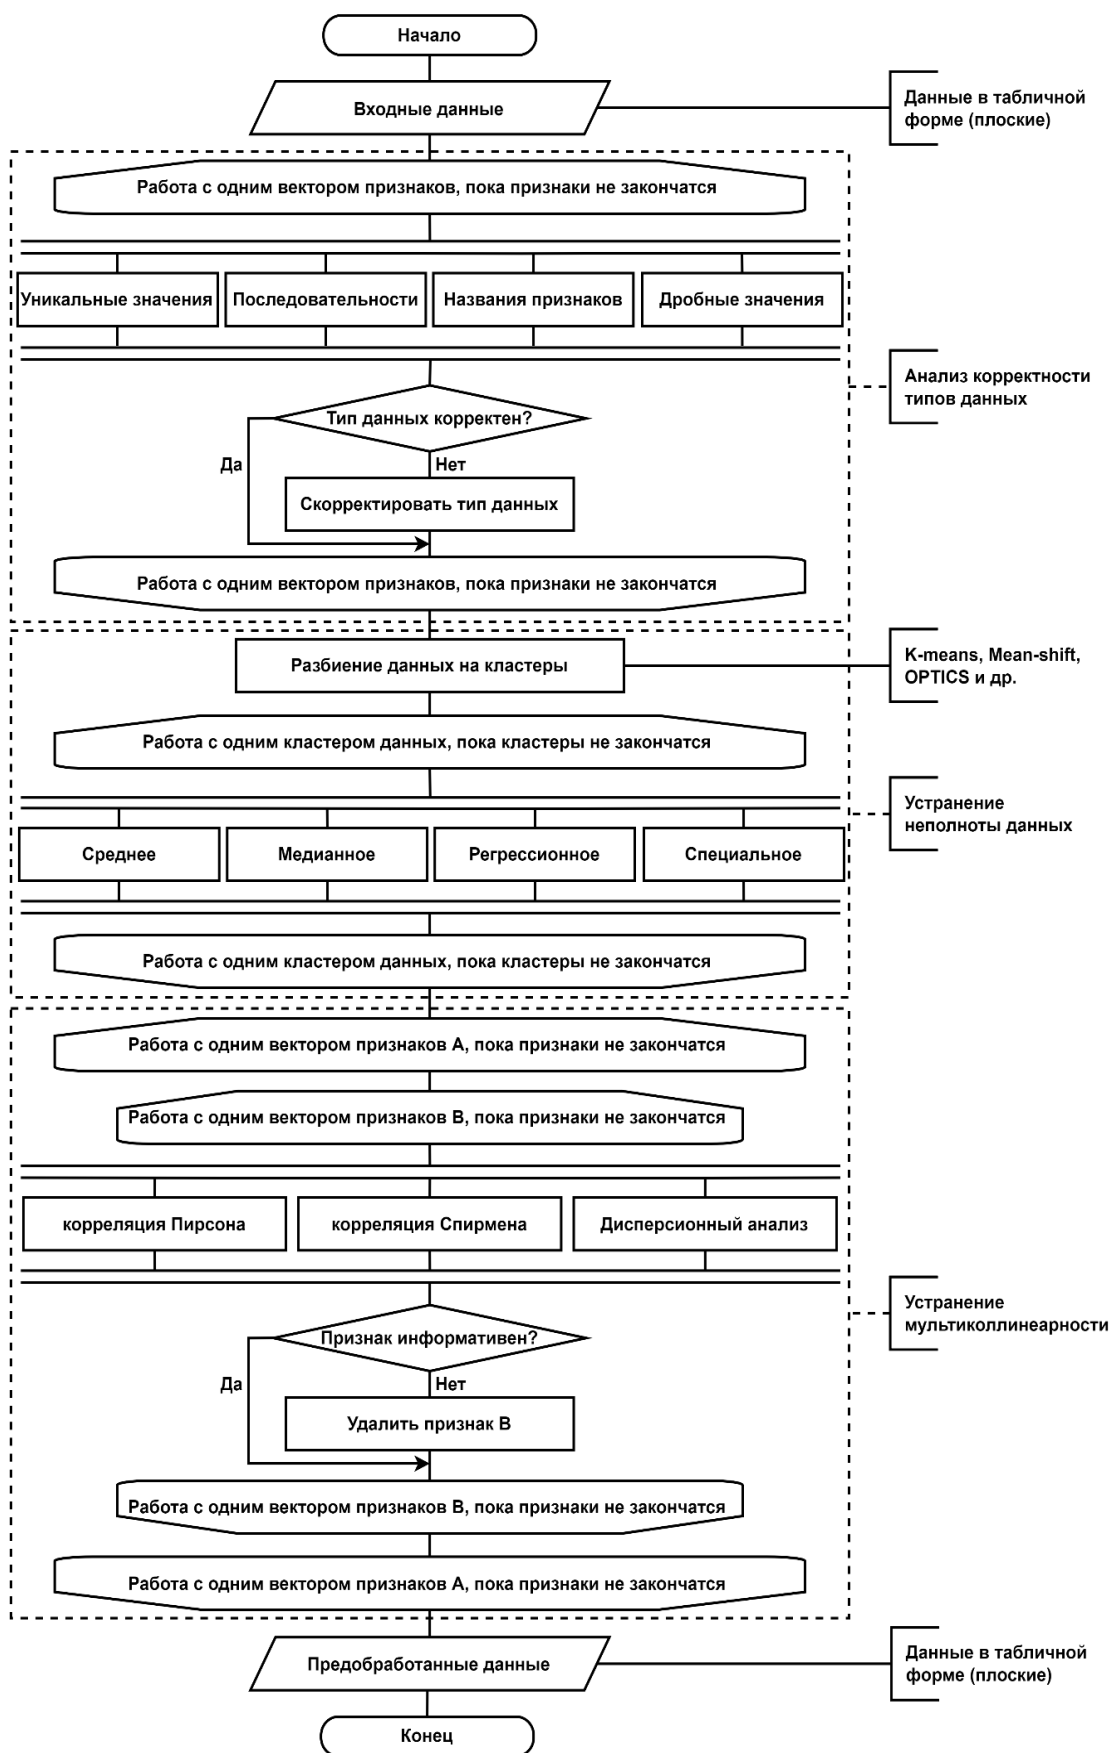 Начало
Входные данные
Данные в табличной
форме (плоские)
Работа с одним вектором признаков, пока признаки не закончатся
Уникальные значения
Последовательности
Названия признаков
Дробные значения
Анализ корректности
типов данных
Тип данных корректен?
Да
Нет
Скорректировать тип данных
Работа с одним вектором признаков, пока признаки не закончатся
Разбиение данных на кластеры
K-means, Mean-shift,
OPTICS и др.
Работа с одним кластером данных, пока кластеры не закончатся
Устранение
неполноты данных
Среднее
Медианное
Регрессионное
Специальное
Работа с одним кластером данных, пока кластеры не закончатся
Работа с одним вектором признаков А, пока признаки не закончатся
Работа с одним вектором признаков В, пока признаки не закончатся
корреляция Пирсона
корреляция Спирмена
Дисперсионный анализ
Устранение
мультиколлинеарности
Признак информативен?
Да
Нет
Удалить признак В
Работа с одним вектором признаков В, пока признаки не закончатся
Работа с одним вектором признаков А, пока признаки не закончатся
Предобработанные данные
Данные в табличной
форме (плоские)
Конец